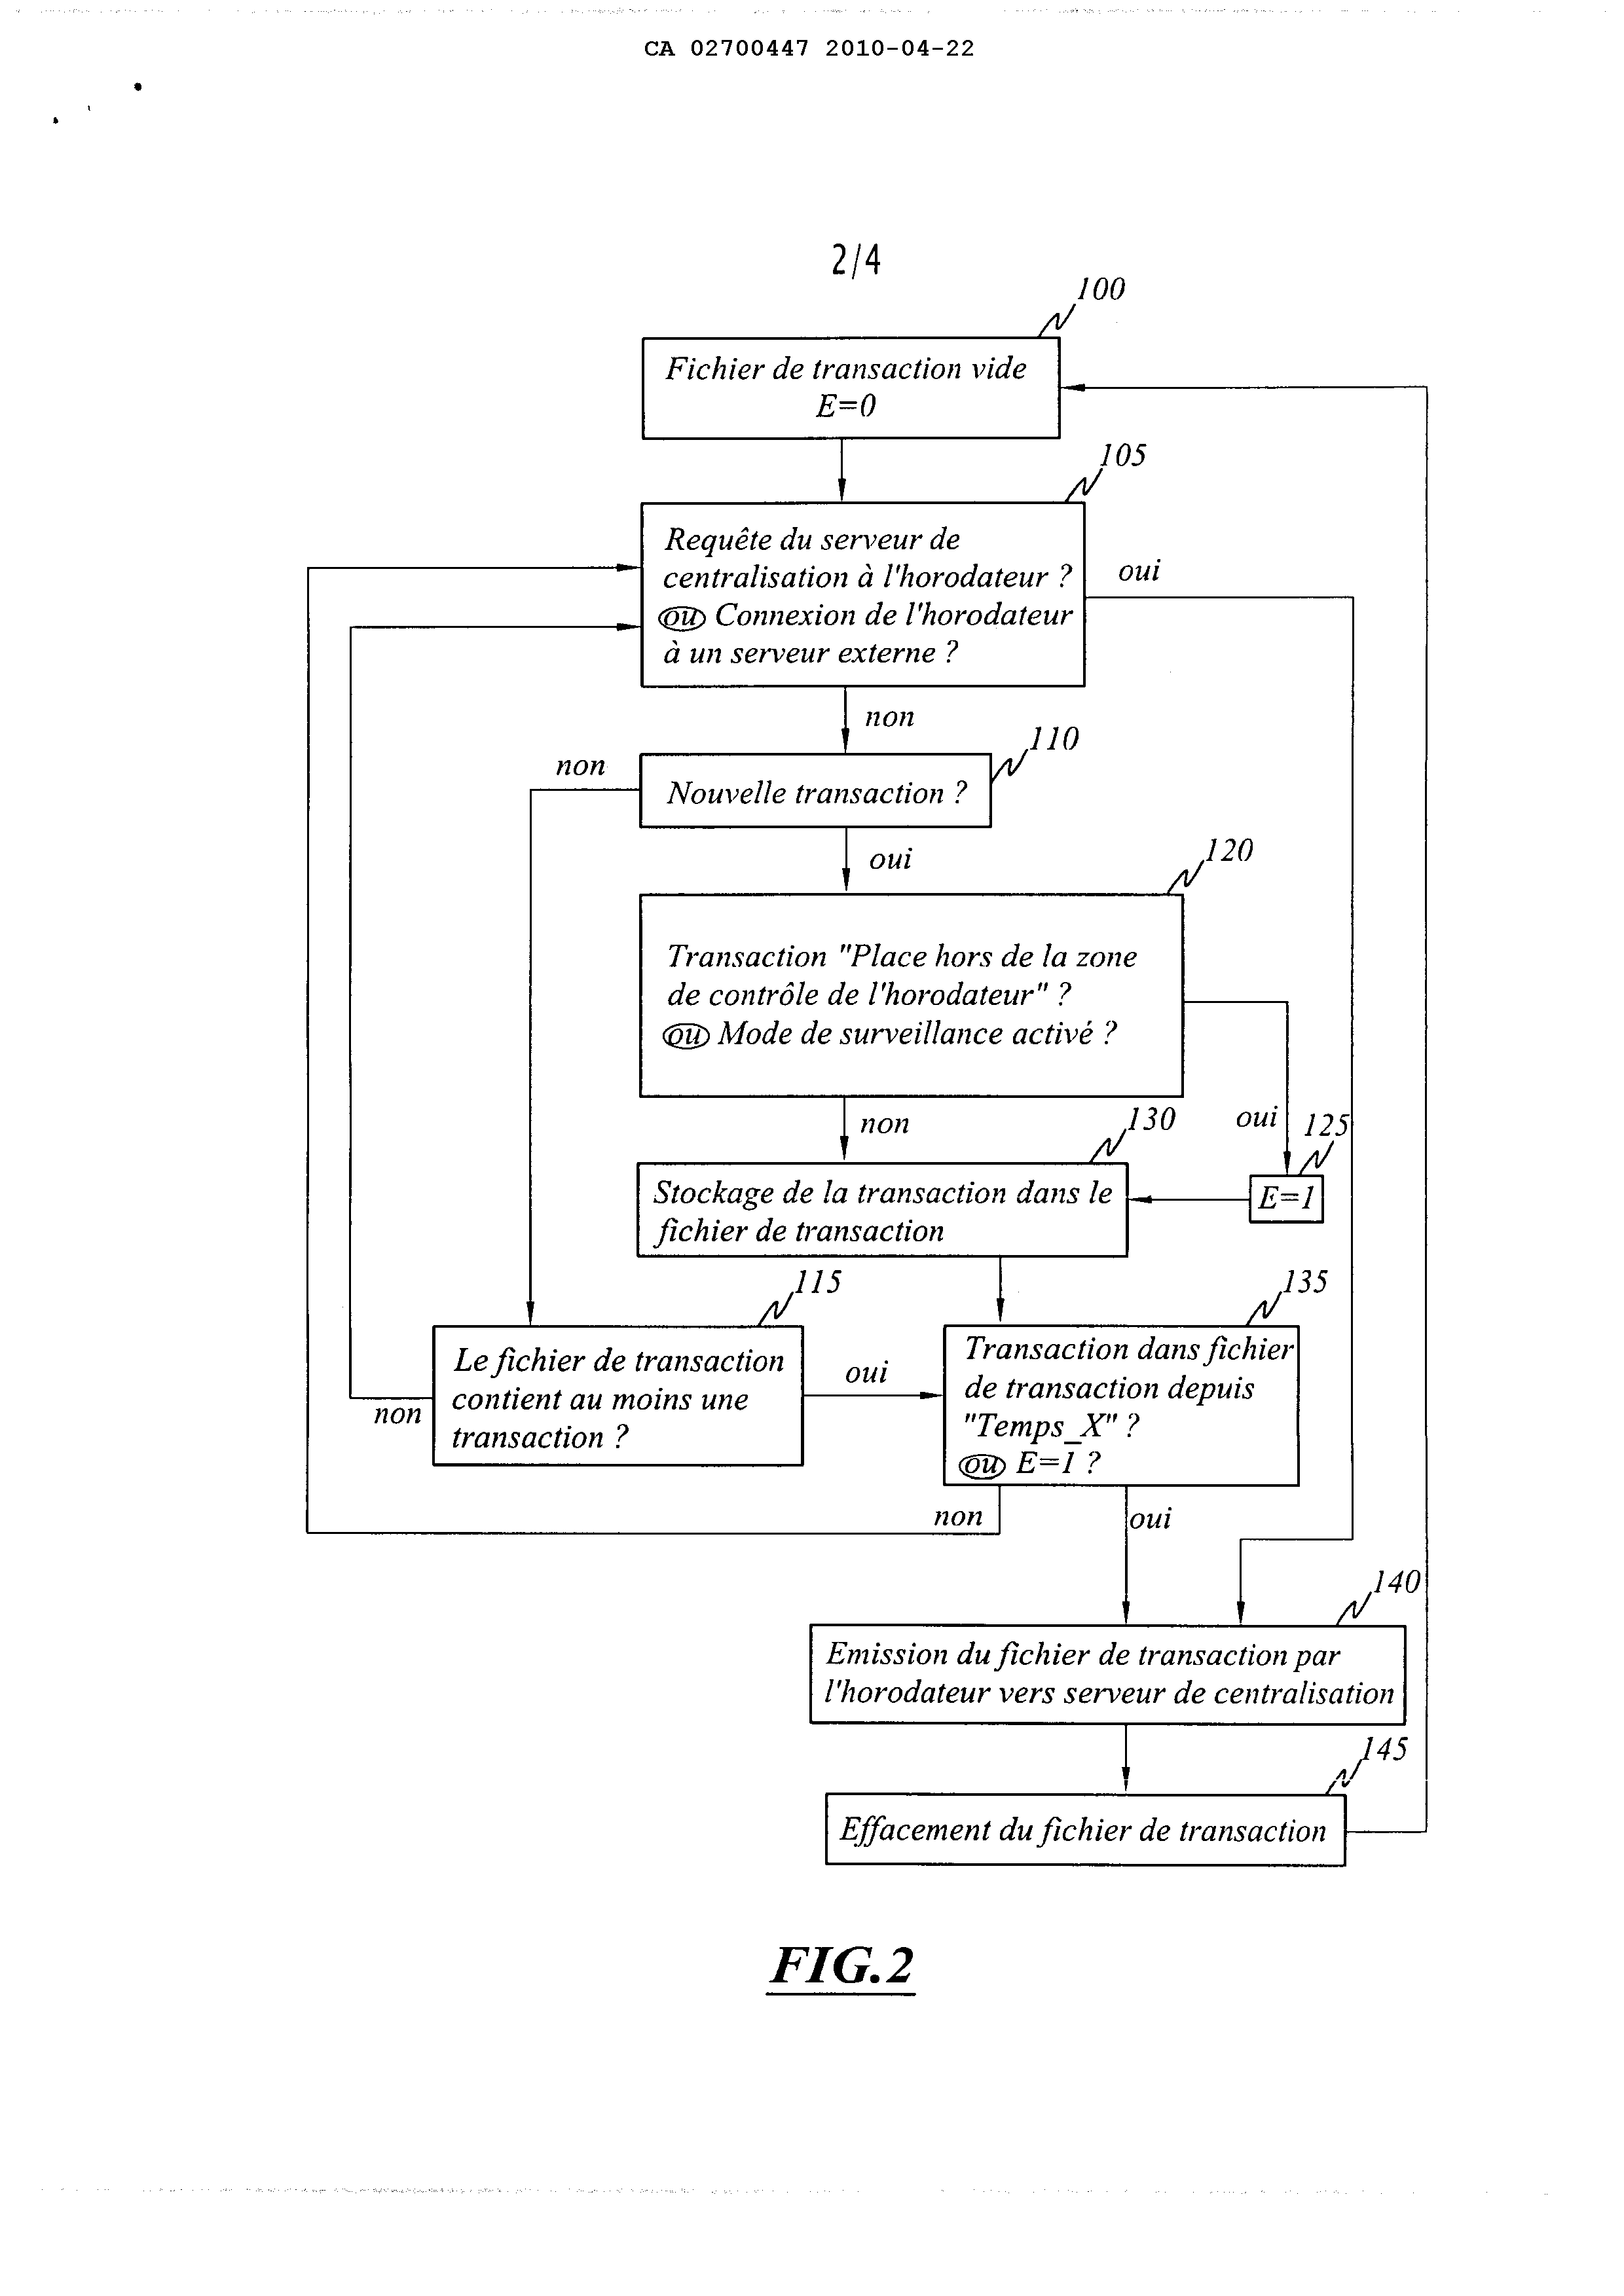 CA 02700447 2010-04-22
2/4
100
Fichier de transaction vide
E=0
105
Requête du serveur de
centralisation à l'horodateur ?
ou Connexion de l'horodateur
à un serveur externe ?
oui
non
110
non
Nouvelle transaction ?
oui
120
Transaction "Place hors de la zone
de contrôle de l'horodateur" ?
ou Mode de surveillance activé ?
non
130
oui
125
Stockage de la transaction dans le
fichier de transaction
E=1
115
135
Le fichier de transaction
contient au moins une
transaction ?
oui
non
Transaction dans fichier
de transaction depuis
"Temps_X" ?
ou E=1 ?
non
oui
140
Emission du fichier de transaction par
l'horodateur vers serveur de centralisation
145
Effacement du fichier de transaction
FIG.2